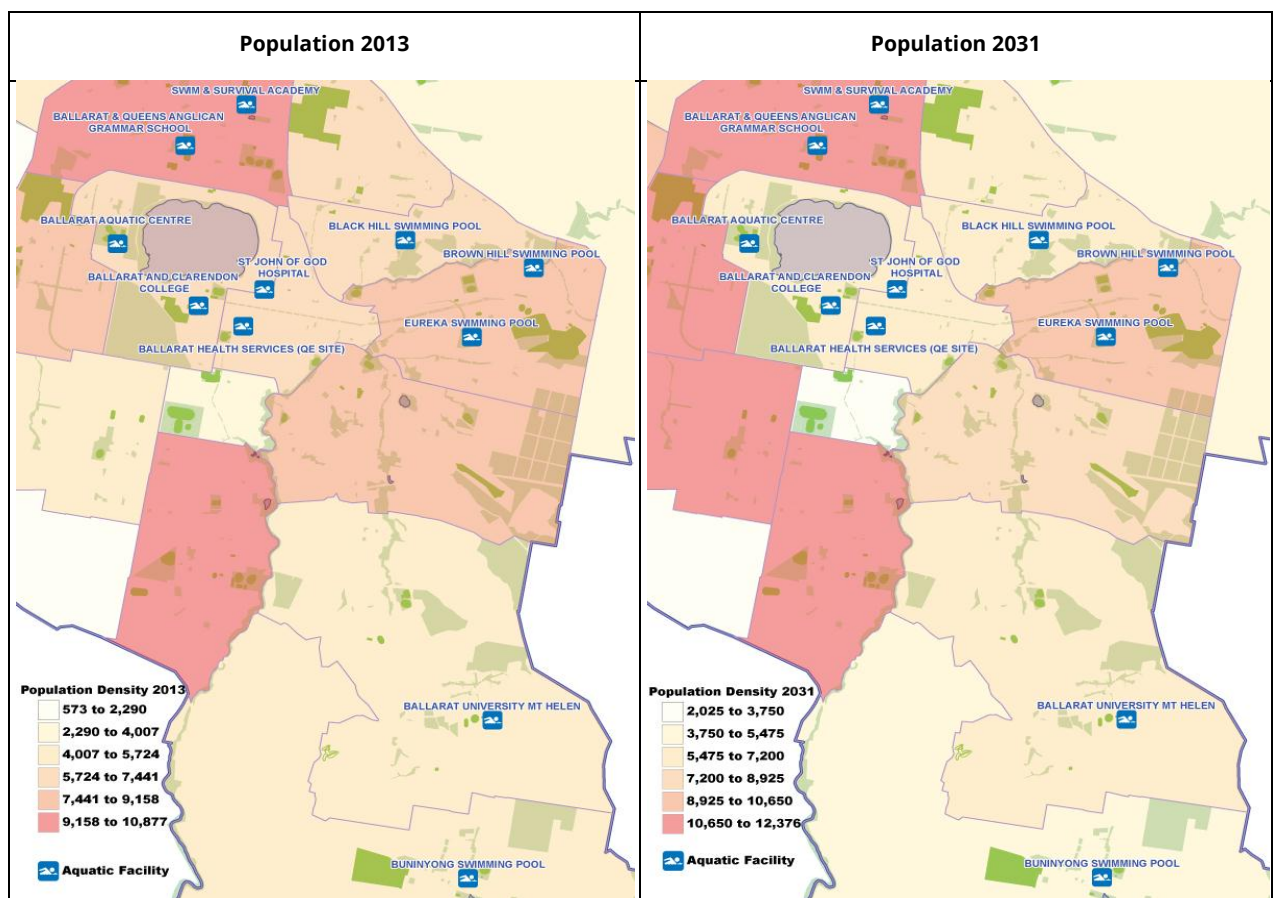 Population 2013
Population 2031
SWIM & SURVIVAL ACADEMY
BALLARAT & QUEENS ANGLICAN
GRAMMAR SCHOOL
BALLARAT AQUATIC CENTRE
BLACK HILL SWIMMING POOL
BROWN HILL SWIMMING POOL
ST JOHN OF GOD
HOSPITAL
BALLARAT AND CLARENDON
COLLEGE
EUREKA SWIMMING POOL
BALLARAT HEALTH SERVICES (QE SITE)
Population Density 2013
573 to 2,290
2,290 to 4,007
4,007 to 5,724
5,724 to 7,441
7,441 to 9,158
9,158 to 10,877
Aquatic Facility
BALLARAT UNIVERSITY MT HELEN
BUNINYONG SWIMMING POOL
SWIM & SURVIVAL ACADEMY
BALLARAT & QUEENS ANGLICAN
GRAMMAR SCHOOL
BALLARAT AQUATIC CENTRE
BLACK HILL SWIMMING POOL
BROWN HILL SWIMMING POOL
ST JOHN OF GOD
HOSPITAL
BALLARAT AND CLARENDON
COLLEGE
EUREKA SWIMMING POOL
BALLARAT HEALTH SERVICES (QE SITE)
Population Density 2031
2,025 to 3,750
3,750 to 5,475
5,475 to 7,200
7,200 to 8,925
8,925 to 10,650
10,650 to 12,376
Aquatic Facility
BALLARAT UNIVERSITY MT HELEN
BUNINYONG SWIMMING POOL